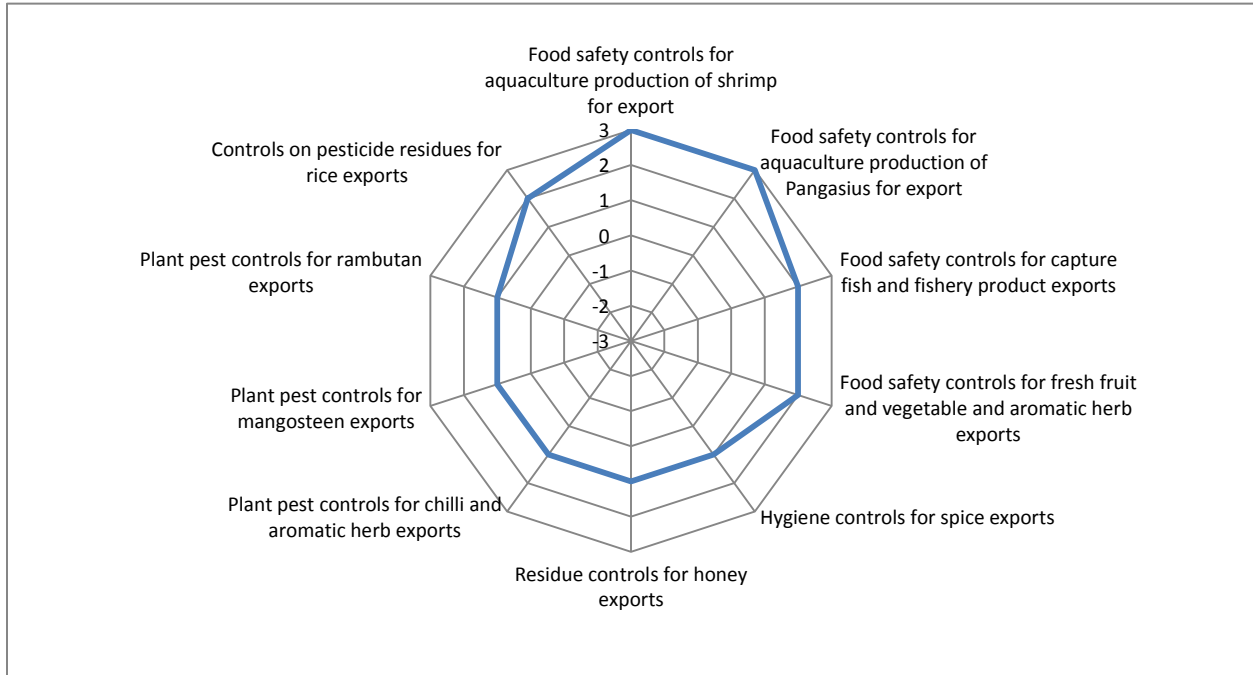 Food safety controls for
aquaculture production of shrimp
for export
3
2
1
0
-1
-2
-3
Food safety controls for
aquaculture production of
Pangasius for export
Food safety controls for capture
fish and fishery product exports
Food safety controls for fresh fruit
and vegetable and aromatic herb
exports
Hygiene controls for spice exports
Residue controls for honey
exports
Plant pest controls for chilli and
aromatic herb exports
Plant pest controls for
mangosteen exports
Plant pest controls for rambutan
exports
Controls on pesticide residues for
rice exports